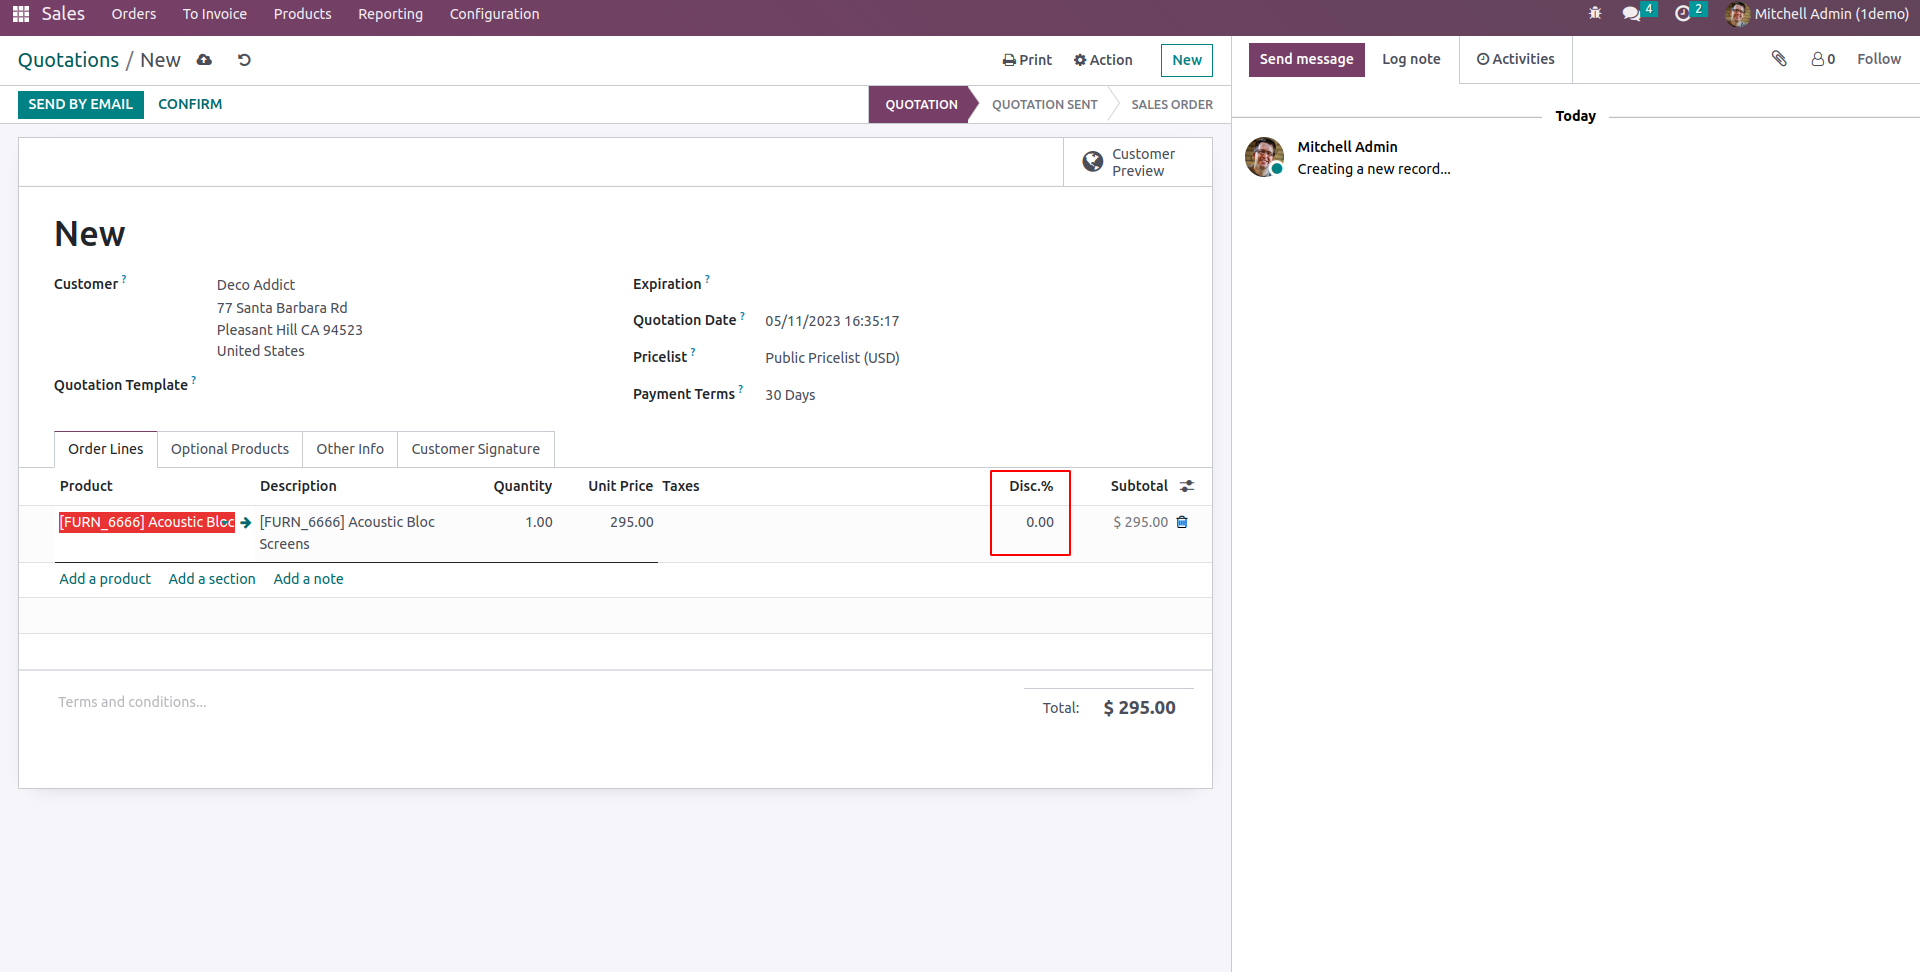 Sales Orders To Invoice Products Reporting Configuration 4 2 Mitchell Admin (1demo)
Quotations / New Print Action New Send message Log note Activities 0 Follow
SEND BY EMAIL CONFIRM QUOTATION QUOTATION SENT SALES ORDER
Today
Customer
Preview
Mitchell Admin
Creating a new record...
New
Customer ? Deco Addict
77 Santa Barbara Rd
Pleasant Hill CA 94523
United States
Quotation Template ?
Expiration ?
Quotation Date ? 05/11/2023 16:35:17
Pricelist ? Public Pricelist (USD)
Payment Terms ? 30 Days
Order Lines Optional Products Other Info Customer Signature
Product Description Quantity Unit Price Taxes Disc.% Subtotal
[FURN_6666] Acoustic Bloc [FURN_6666] Acoustic Bloc 1.00 295.00 0.00 $ 295.00
Screens
Add a product Add a section Add a note
Terms and conditions...
Total: $ 295.00